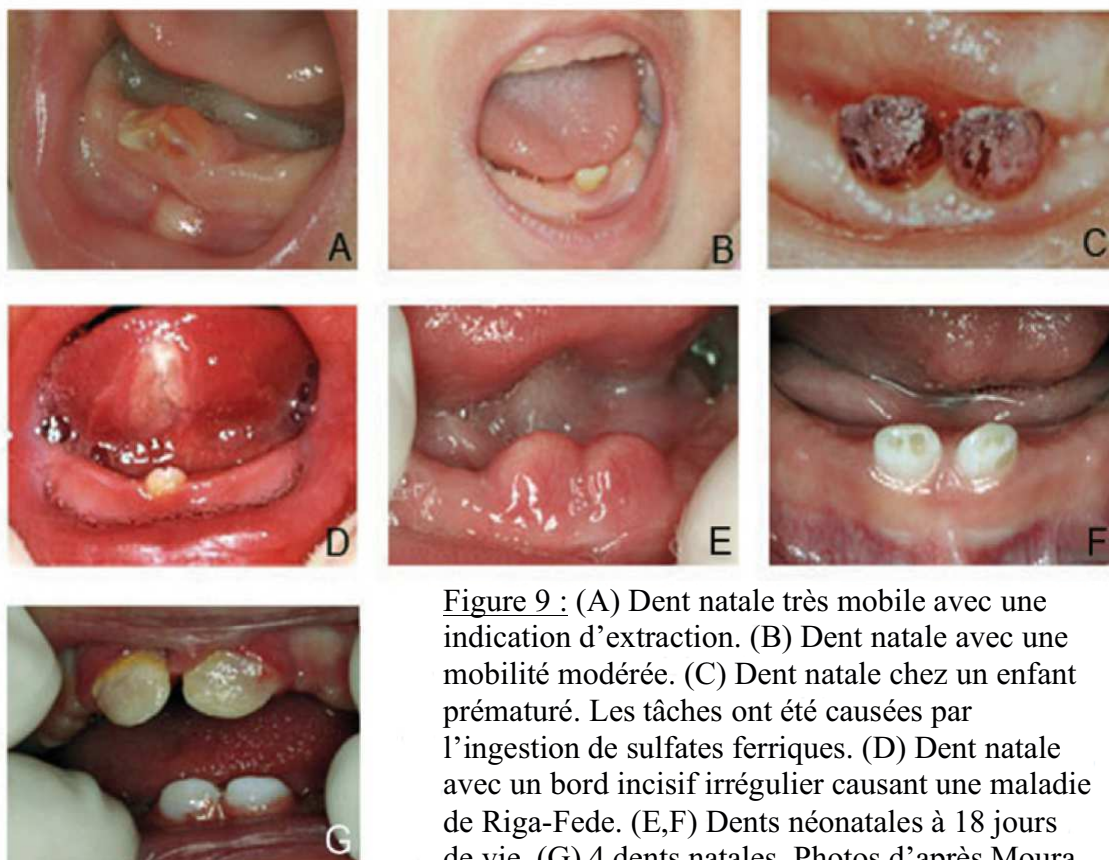 A
B
C
D
E
F
G
Figure 9 : (A) Dent natale très mobile avec une
indication d’extraction. (B) Dent natale avec une
mobilité modérée. (C) Dent natale chez un enfant
prématuré. Les tâches ont été causées par
l’ingestion de sulfates ferriques. (D) Dent natale
avec un bord incisif irrégulier causant une maladie
de Riga-Fede. (E,F) Dents néonatales à 18 jours
de vie. (G) 4 dents natales. Photos d’après Moura